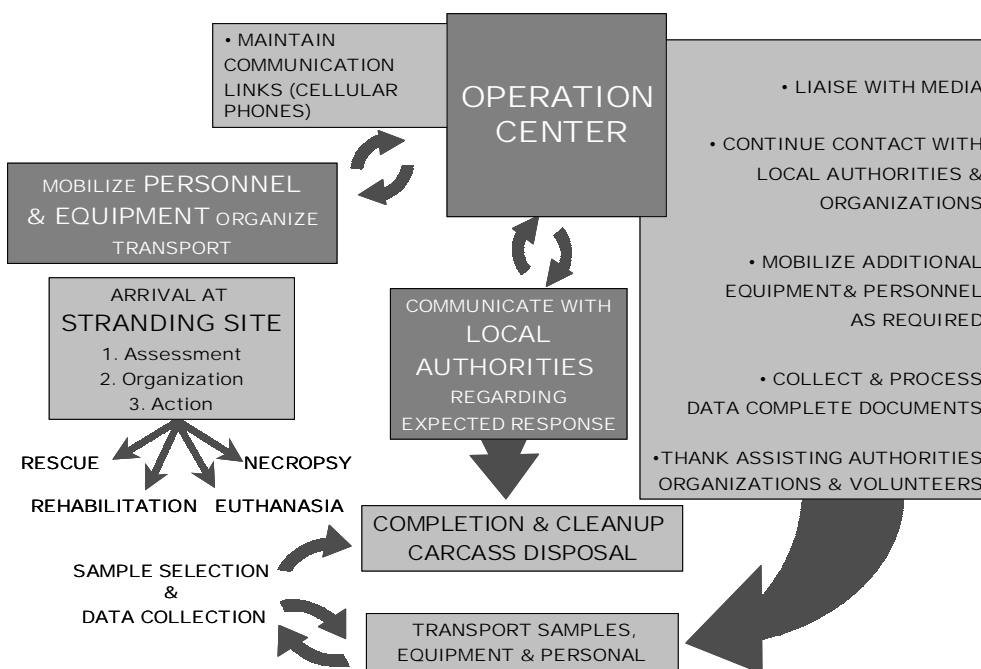 • MAINTAIN
COMMUNICATION
LINKS (CELLULAR
PHONES)
OPERATION
CENTER
• LIAISE WITH MEDIA
• CONTINUE CONTACT WITH
LOCAL AUTHORITIES &
ORGANIZATIONS
• MOBILIZE ADDITIONAL
EQUIPMENT& PERSONNEL
AS REQUIRED
• COLLECT & PROCESS
DATA COMPLETE DOCUMENTS
•THANK ASSISTING AUTHORITIES
ORGANIZATIONS & VOLUNTEERS
MOBILIZE PERSONNEL
& EQUIPMENT ORGANIZE
TRANSPORT
ARRIVAL AT
STRANDING SITE
1. Assessment
2. Organization
3. Action
COMMUNICATE WITH
LOCAL
AUTHORITIES
REGARDING
EXPECTED RESPONSE
RESCUE
NECROPSY
REHABILITATION
EUTHANASIA
COMPLETION & CLEANUP
CARCASS DISPOSAL
SAMPLE SELECTION
&
DATA COLLECTION
TRANSPORT SAMPLES,
EQUIPMENT & PERSONAL